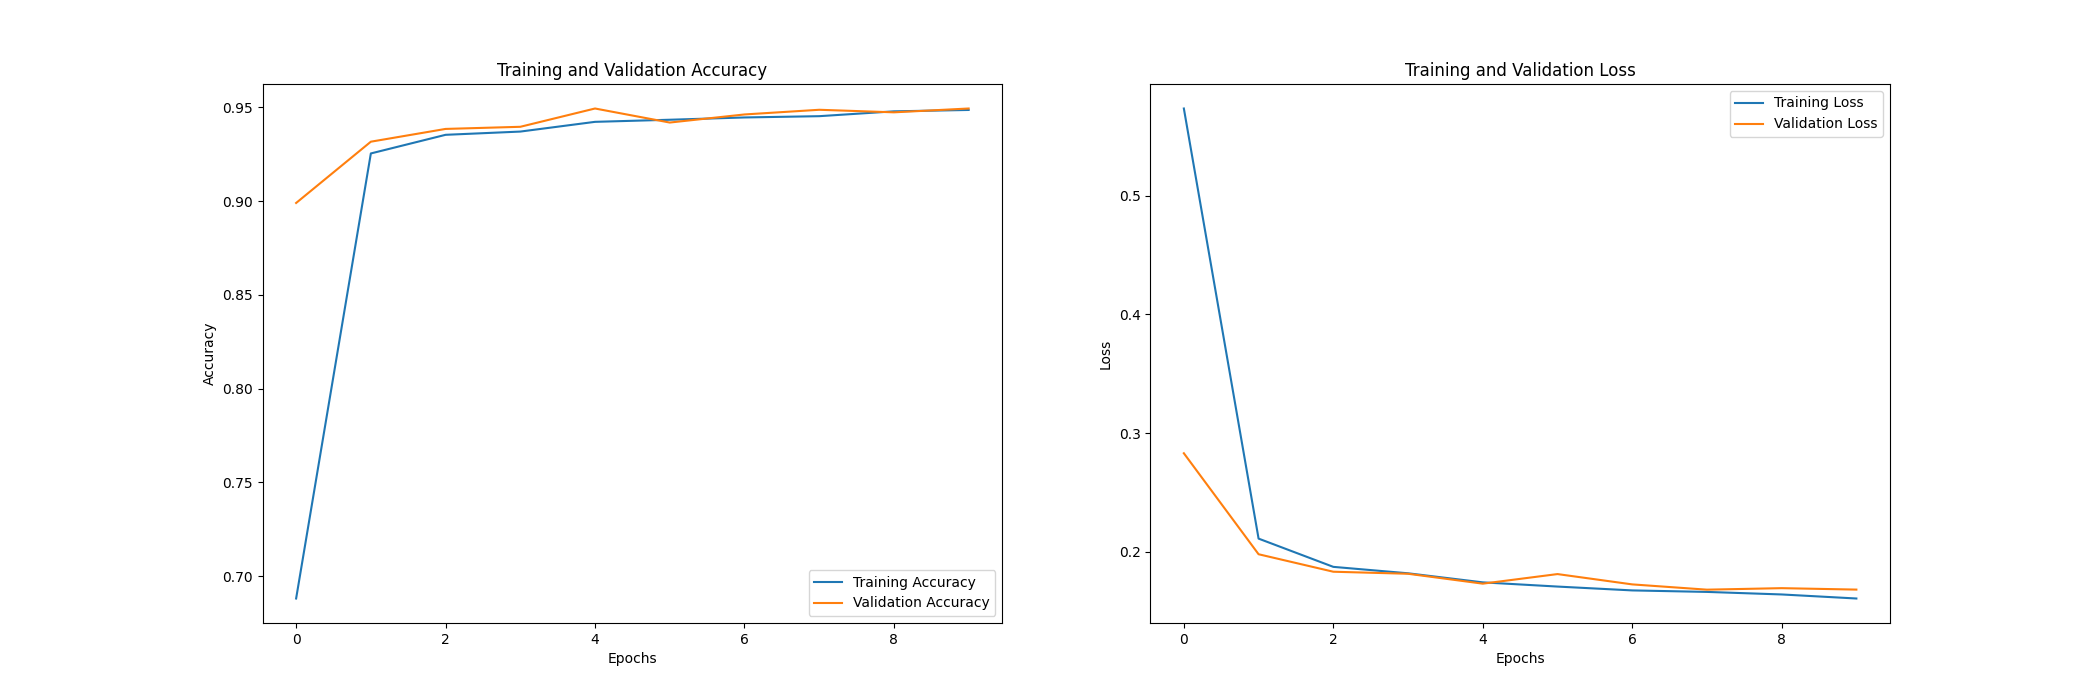 Training and Validation Accuracy
0.95
0.90
0.85
0.80
0.75
0.70
Accuracy
Training Accuracy
Validation Accuracy
0 2 4 6 8
Epochs
Training and Validation Loss
Training Loss
Validation Loss
0.5
0.4
0.3
0.2
Loss
0 2 4 6 8
Epochs